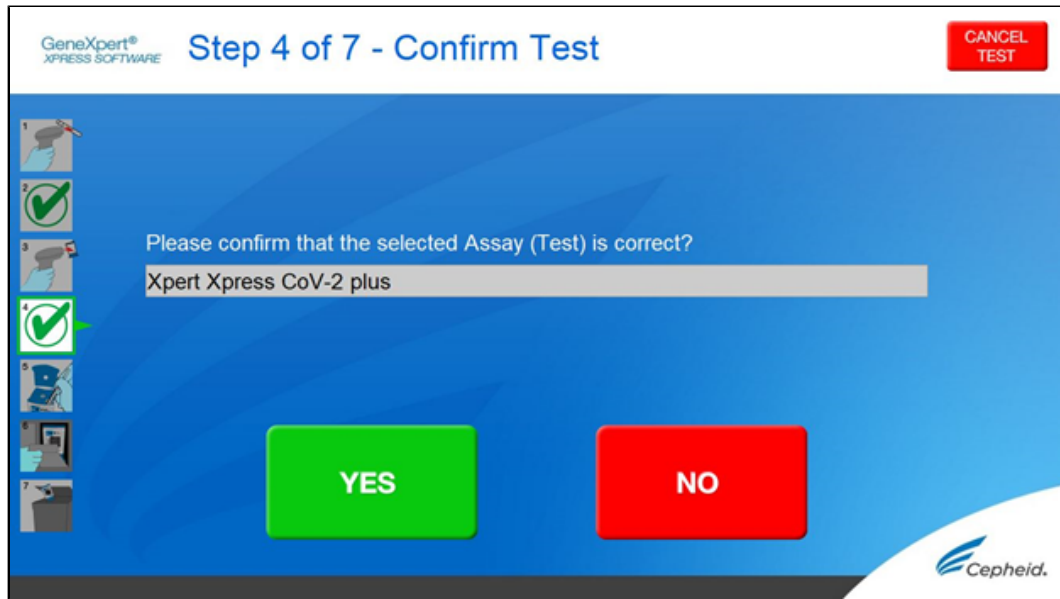 GeneXpert®
XPRESS SOFTWARE
Step 4 of 7 - Confirm Test
CANCEL
TEST
1
2
3
4
5
6
7
Please confirm that the selected Assay (Test) is correct?
Xpert Xpress CoV-2 plus
YES
NO
Cepheid.